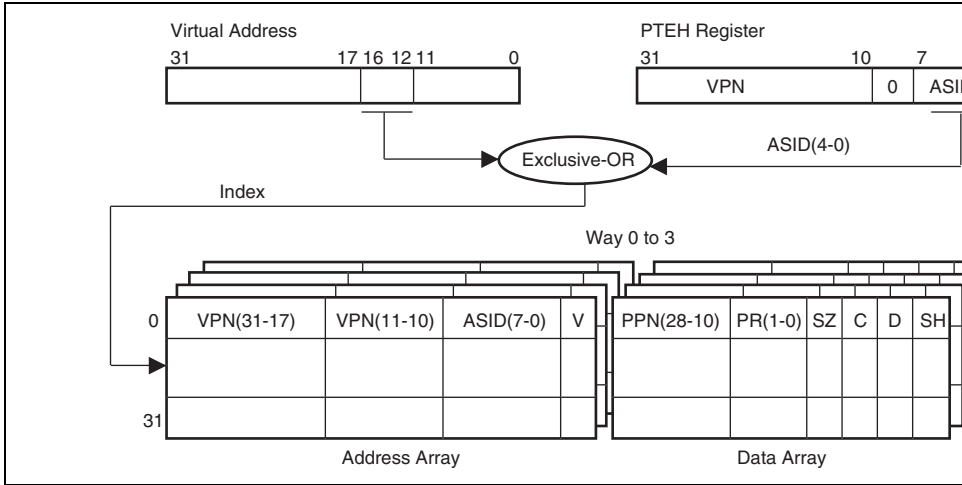 Virtual Address
31 17 16 12 11 0
PTEH Register
31 10 7
VPN 0
ASID(4-0)
Exclusive-OR
Index
Way 0 to 3
0 VPN(31-17) VPN(11-10) ASID(7-0) V PPN(28-10) PR(1-0) SZ C D SH
31
Address Array Data Array